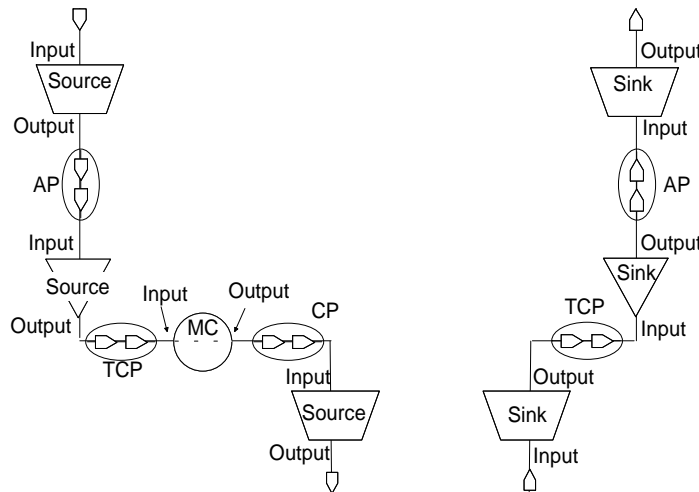 Input
Source
Output
AP
Input
Source
Output
TCP
Input
MC
Output
CP
Input
Source
Output
Output
Sink
Input
AP
Output
Sink
Input
TCP
Output
Sink
Input